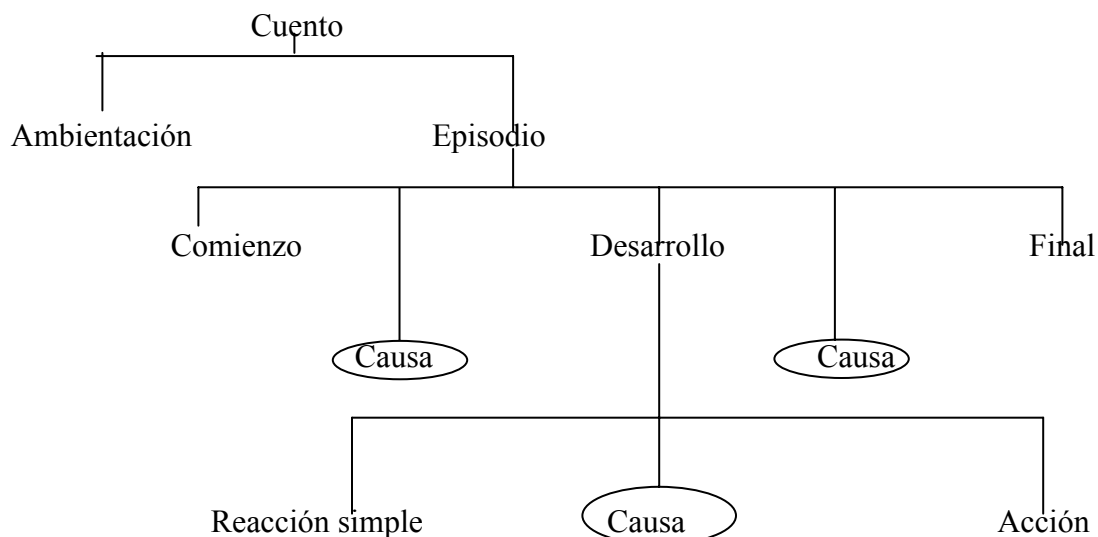 Cuento
Ambientación Episodio
Comienzo Desarrollo Final
Causa Causa
Reacción simple Causa Acción